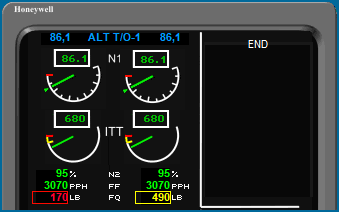 Honeywell
86,1 ALT T/O-1 86,1
END
86.1 N1 86.1
680 ITT 680
95% N2 95%
3070 PPH FF 3070 PPH
170 LB FQ 490 LB